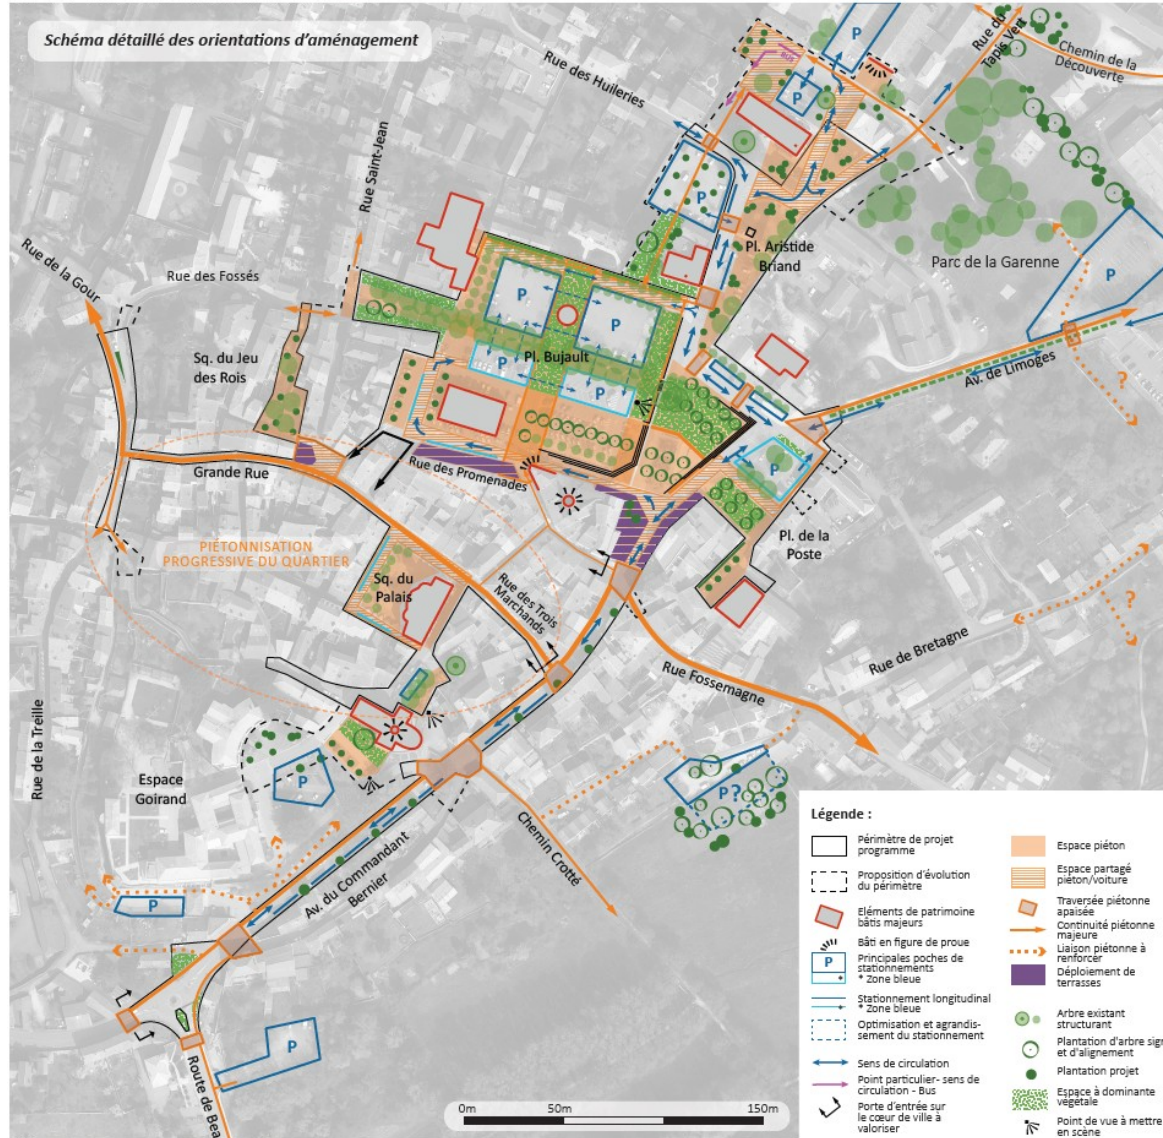 Schéma détaillé des orientations d'aménagement
Rue des Huileries
Rue du
Tapis Vert
Chemin de la
Découverte
P
P
BUS
Rue Saint-Jean
P
Pl. Aristide
Briand
Parc de la Garenne
P
Rue de la Gour
Rue des Fossés
P
P
Sq. du Jeu
des Rois
Pl. Bujault
P
P
Av. de Limoges
?
Grande Rue
Rue des Promenades
P
Pl. de la
Poste
PIÉTONNISATION
PROGRESSIVE DU QUARTIER
Sq. du
Palais
Rue des Trois
Marchands
?
Rue de Bretagne
Rue Fossemagne
Rue de la Treille
Espace
Goirand
P
P?
Chemin Crotté
Av. du Commandant
Bernier
P
P
Route de Bea
0m
50m
150m
Légende :
Périmètre de projet
programme
Proposition d'évolution
du périmètre
Eléments de patrimoine
bâtis majeurs
Bâti en figure de proue
P
Principales poches de
stationnements
* Zone bleue
Stationnement longitudinal
* Zone bleue
Optimisation et agrandis-
sement du stationnement
Sens de circulation
Point particulier- sens de
circulation - Bus
Porte d'entrée sur
le cœur de ville à
valoriser
Espace piéton
Espace partagé
piéton/voiture
Traversée piétonne
apaisée
Continuité piétonne
majeure
Liaison piétonne à
renforcer
Déploiement de
terrasses
Arbre existant
structurant
Plantation d'arbre sign
et d'alignement
Plantation projet
Espace à dominante
végétale
Point de vue à mettre
en scène